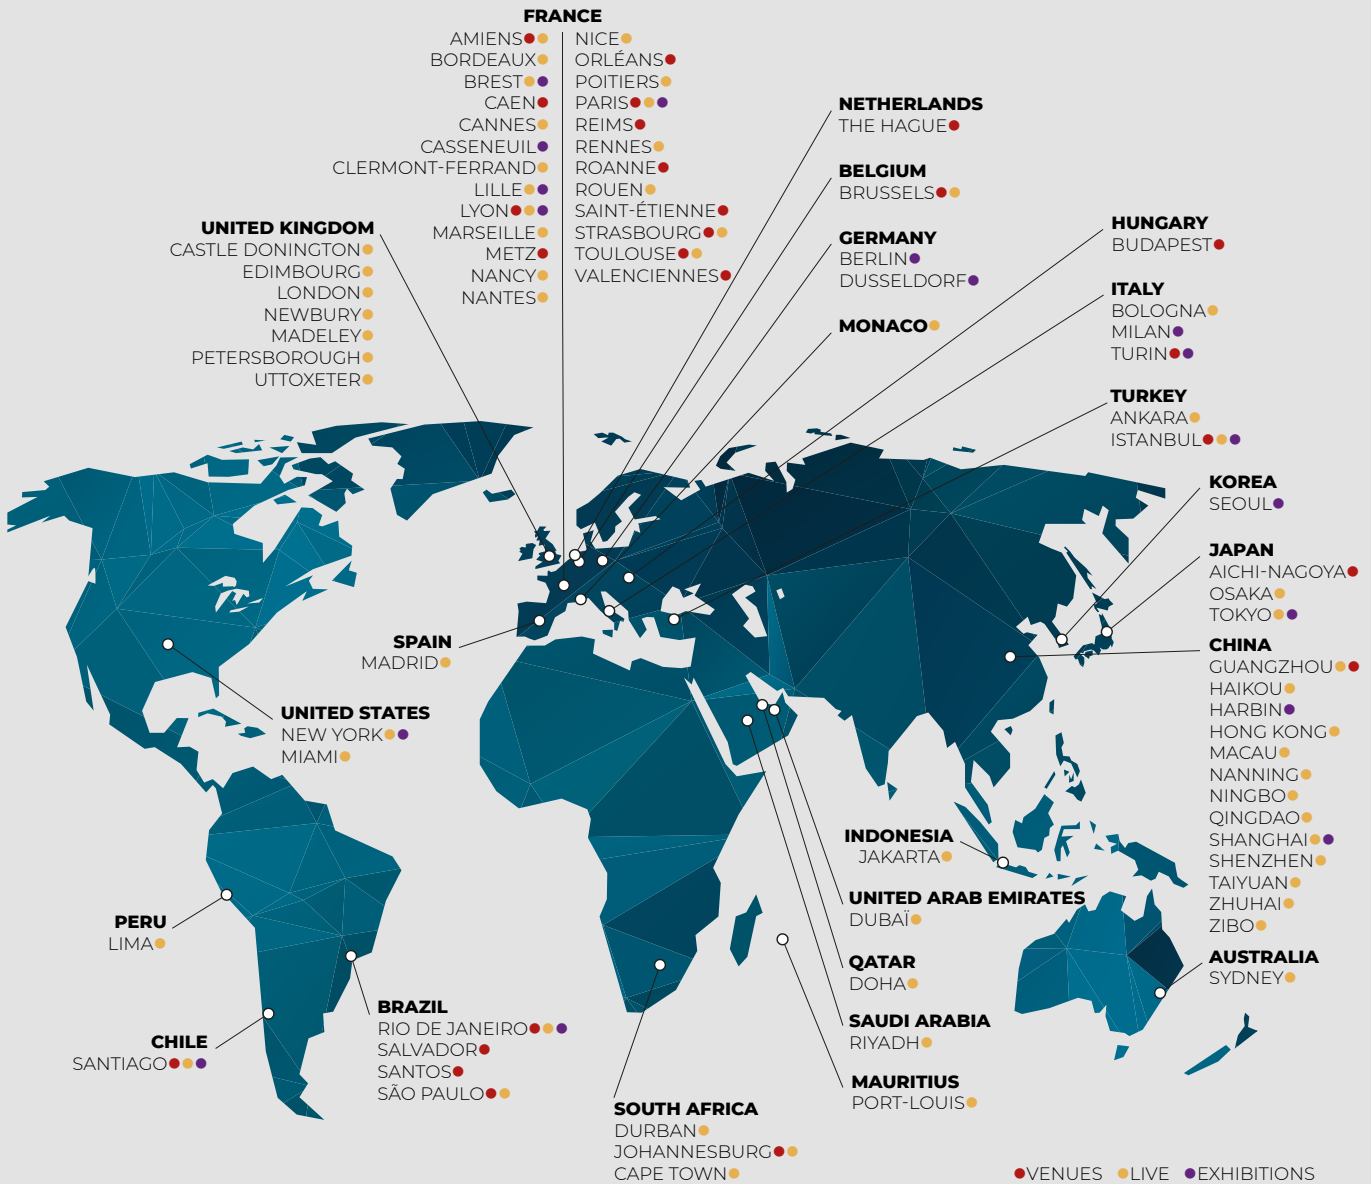 FRANCE
AMIENS
BORDEAUX
BREST
CAEN
CANNES
CASSENEUIL
CLERMONT-FERRAND
LILLE
LYON
MARSEILLE
METZ
NANCY
NANTES
NICE
ORLÉANS
POITIERS
PARIS
REIMS
RENNES
ROANNE
ROUEN
SAINT-ÉTIENNE
STRASBOURG
TOULOUSE
VALENCIENNES
UNITED KINGDOM
CASTLE DONINGTON
EDIMBOURG
LONDON
NEWBURY
MADELEY
PETERSBOROUGH
UTTOXETER
NETHERLANDS
THE HAGUE
BELGIUM
BRUSSELS
GERMANY
BERLIN
DUSSELDORF
MONACO
HUNGARY
BUDAPEST
ITALY
BOLOGNA
MILAN
TURIN
TURKEY
ANKARA
ISTANBUL
KOREA
SEOUL
JAPAN
AICHI-NAGOYA
OSAKA
TOKYO
CHINA
GUANGZHOU
HAIKOU
HARBIN
HONG KONG
MACAU
NANNING
NINGBO
QINGDAO
SHANGHAI
SHENZHEN
TAIYUAN
ZHUHAI
ZIBO
AUSTRALIA
SYDNEY
SPAIN
MADRID
UNITED STATES
NEW YORK
MIAMI
PERU
LIMA
CHILE
SANTIAGO
BRAZIL
RIO DE JANEIRO
SALVADOR
SANTOS
SÃO PAULO
INDONESIA
JAKARTA
UNITED ARAB EMIRATES
DUBAÏ
QATAR
DOHA
SAUDI ARABIA
RIYADH
MAURITIUS
PORT-LOUIS
SOUTH AFRICA
DURBAN
JOHANNESBURG
CAPE TOWN
VENUES LIVE EXHIBITIONS